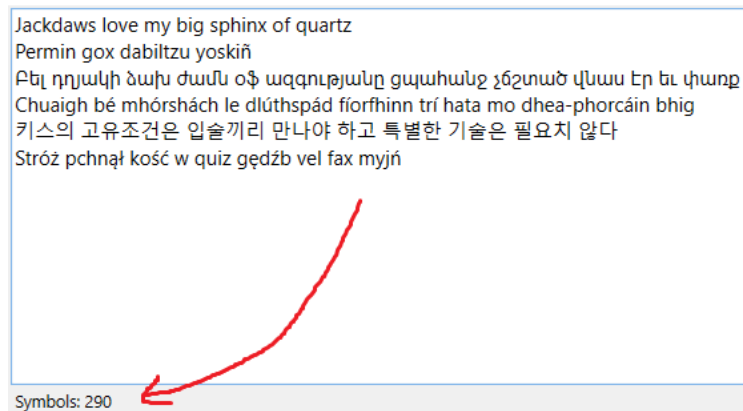 Jackdaws love my big sphinx of quartz
Permin gox dabiltzu yoskiñ
Բել դղյակի ձախ ժամն օֆ ազգությանը ցպահանջ չճշտած վնաս էր եւ փառք
Chuaigh bé mhórshách le dlúthspád fíorfhinn trí hata mo dhea-phorcáin bhig
키스의 고유조건은 입술끼리 만나야 하고 특별한 기술은 필요치 않다
Stróż pchnął kość w quiz gędźb vel fax myjń
Symbols: 290